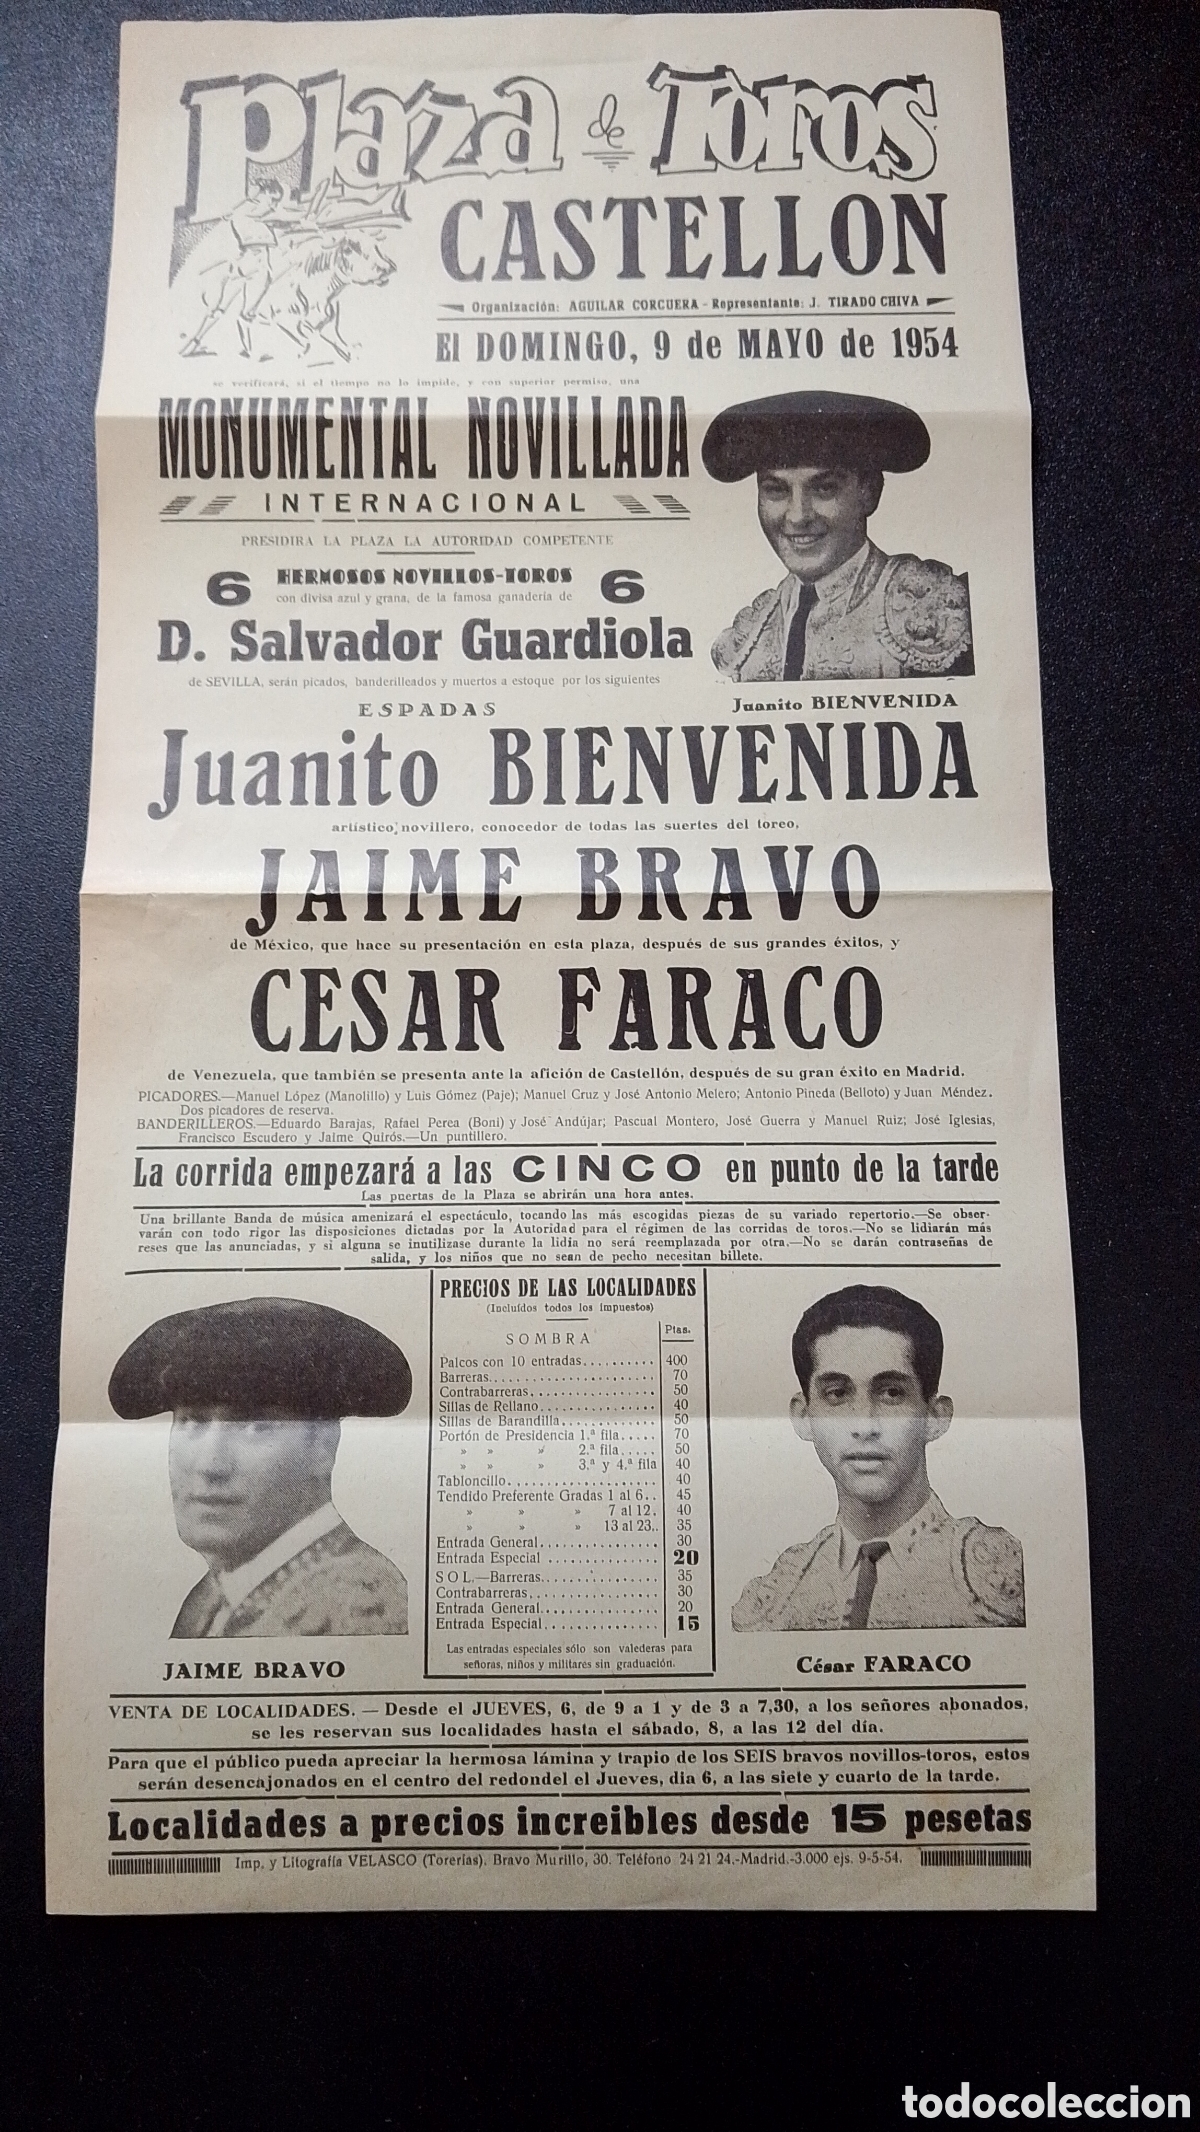 Plaza de Toros
CASTELLON
Organización: AGUILAR CORCUERA - Representante: J. TIRADO CHIVA
El DOMINGO, 9 de MAYO de 1954
se verificará, si el tiempo no lo impide, y con superior permiso, una
MONUMENTAL NOVILLADA
INTERNACIONAL
PRESIDIRA LA PLAZA LA AUTORIDAD COMPETENTE
6 HERMOSOS NOVILLOS-TOROS 6
con divisa azul y grana, de la famosa ganadería de
D. Salvador Guardiola
de SEVILLA, serán picados, banderilleados y muertos a estoque por los siguientes
Juanito BIENVENIDA
ESPADAS
Juanito BIENVENIDA
artístico novillero, conocedor de todas las suertes del toreo,
JAIME BRAVO
de México, que hace su presentación en esta plaza, después de sus grandes éxitos, y
CESAR FARACO
de Venezuela, que también se presenta ante la afición de Castellón, después de su gran éxito en Madrid.
PICADORES.—Manuel López (Manolillo) y Luis Gómez (Paje); Manuel Cruz y José Antonio Melero; Antonio Pineda (Belloto) y Juan Méndez.
Dos picadores de reserva.
BANDERILLEROS.—Eduardo Barajas, Rafael Perea (Boni) y José Andújar; Pascual Montero, José Guerra y Manuel Ruiz; José Iglesias,
Francisco Escudero y Jaime Quirós.—Un puntillero.
La corrida empezará a las CINCO en punto de la tarde
Las puertas de la Plaza se abrirán una hora antes.
Una brillante Banda de música amenizará el espectáculo, tocando las más escogidas piezas de su variado repertorio.—Se obser-
varán con todo rigor las disposiciones dictadas por la Autoridad para el régimen de las corridas de toros.—No se lidiarán más
reses que las anunciadas, y si alguna se inutilizase durante la lidia no será reemplazada por otra.—No se darán contraseñas de
salida, y los niños que no sean de pecho necesitan billete.
PRECIOS DE LAS LOCALIDADES
(Incluídos todos los impuestos)
SOMBRA Ptas.
Palcos con 10 entradas.......... 400
Barreras....................... 70
Contrabarreras................. 50
Sillas de Rellano............... 40
Sillas de Barandilla............ 50
Portón de Presidencia 1.ª fila..... 70
» » » 2.ª fila..... 50
» » » 3.ª y 4.ª fila 40
Tabloncillo.................... 40
Tendido Preferente Gradas 1 al 6.. 45
» » » 7 al 12. 40
» » » 13 al 23.. 35
Entrada General............... 30
Entrada Especial .............. 20
SOL.—Barreras............... 35
Contrabarreras................. 30
Entrada General............... 20
Entrada Especial.............. 15
Las entradas especiales sólo son valederas para
señoras, niños y militares sin graduación.
JAIME BRAVO
César FARACO
VENTA DE LOCALIDADES. — Desde el JUEVES, 6, de 9 a 1 y de 3 a 7,30, a los señores abonados,
se les reservan sus localidades hasta el sábado, 8, a las 12 del día.
Para que el público pueda apreciar la hermosa lámina y trapio de los SEIS bravos novillos-toros, estos
serán desencajonados en el centro del redondel el Jueves, dia 6, a las siete y cuarto de la tarde.
Localidades a precios increibles desde 15 pesetas
Imp. y Litografía VELASCO (Torerías). Bravo Murillo, 30. Teléfono 24 21 24.-Madrid.-3.000 ejs. 9-5-54.
todocoleccion